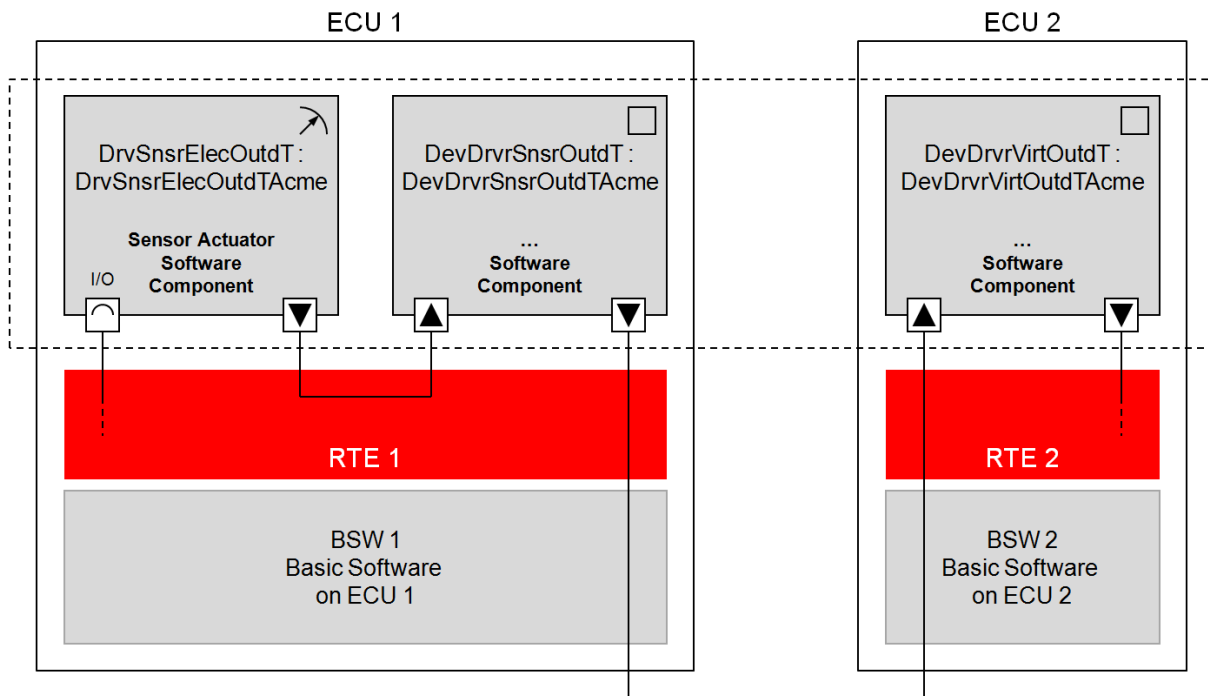 ECU 1
ECU 2
DrvSnsrElecOutdT :
DrvSnsrElecOutdTAcme
Sensor Actuator
Software
Component
I/O
DevDrvrSnsrOutdT :
DevDrvrSnsrOutdTAcme
...
Software
Component
DevDrvrVirtOutdT :
DevDrvrVirtOutdTAcme
...
Software
Component
RTE 1
RTE 2
BSW 1
Basic Software
on ECU 1
BSW 2
Basic Software
on ECU 2